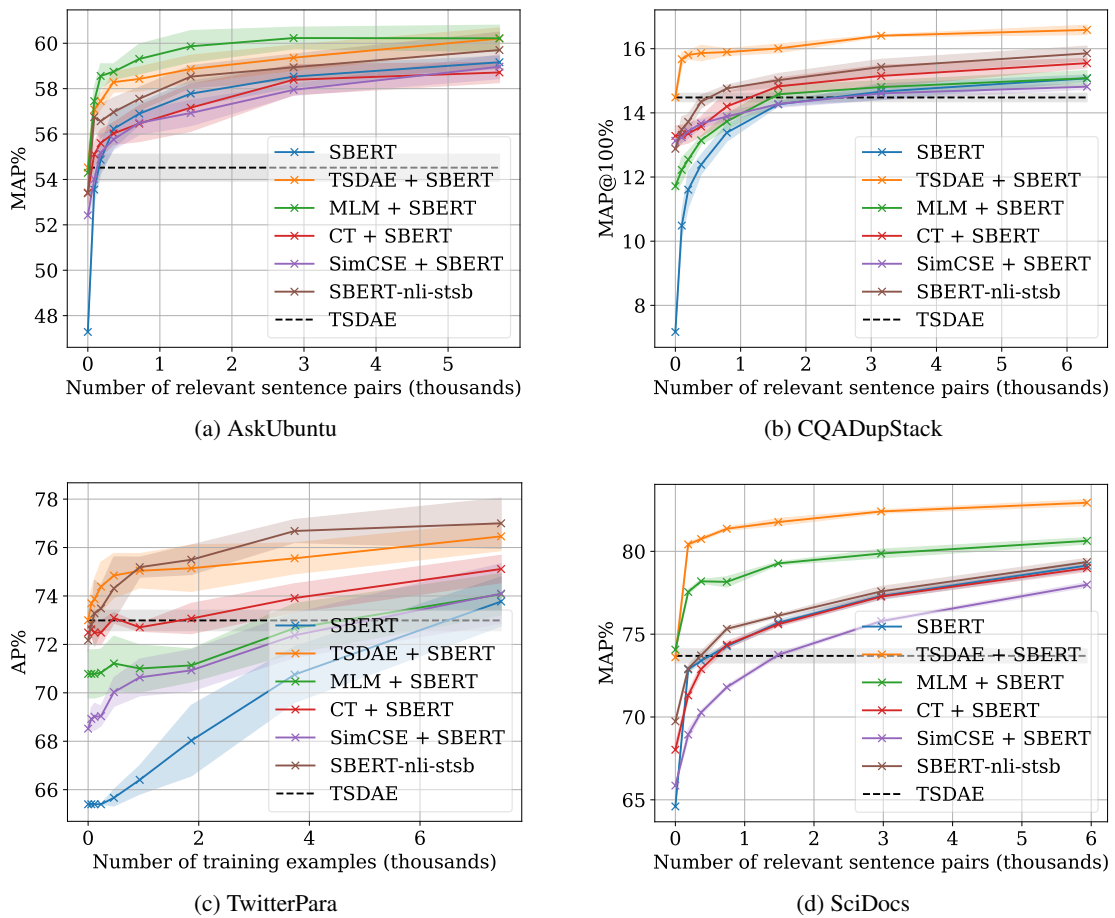 60
58
56
54
52
50
48
MAP%
SBERT
TSDAE + SBERT
MLM + SBERT
CT + SBERT
SimCSE + SBERT
SBERT-nli-stsb
TSDAE
0 1 2 3 4 5
Number of relevant sentence pairs (thousands)
(a) AskUbuntu
16
14
12
10
8
MAP@100%
SBERT
TSDAE + SBERT
MLM + SBERT
CT + SBERT
SimCSE + SBERT
SBERT-nli-stsb
TSDAE
0 1 2 3 4 5 6
Number of relevant sentence pairs (thousands)
(b) CQADupStack
78
76
74
72
70
68
66
AP%
SBERT
TSDAE + SBERT
MLM + SBERT
CT + SBERT
SimCSE + SBERT
SBERT-nli-stsb
TSDAE
0 2 4 6
Number of training examples (thousands)
(c) TwitterPara
80
75
70
65
MAP%
SBERT
TSDAE + SBERT
MLM + SBERT
CT + SBERT
SimCSE + SBERT
SBERT-nli-stsb
TSDAE
0 1 2 3 4 5 6
Number of relevant sentence pairs (thousands)
(d) SciDocs